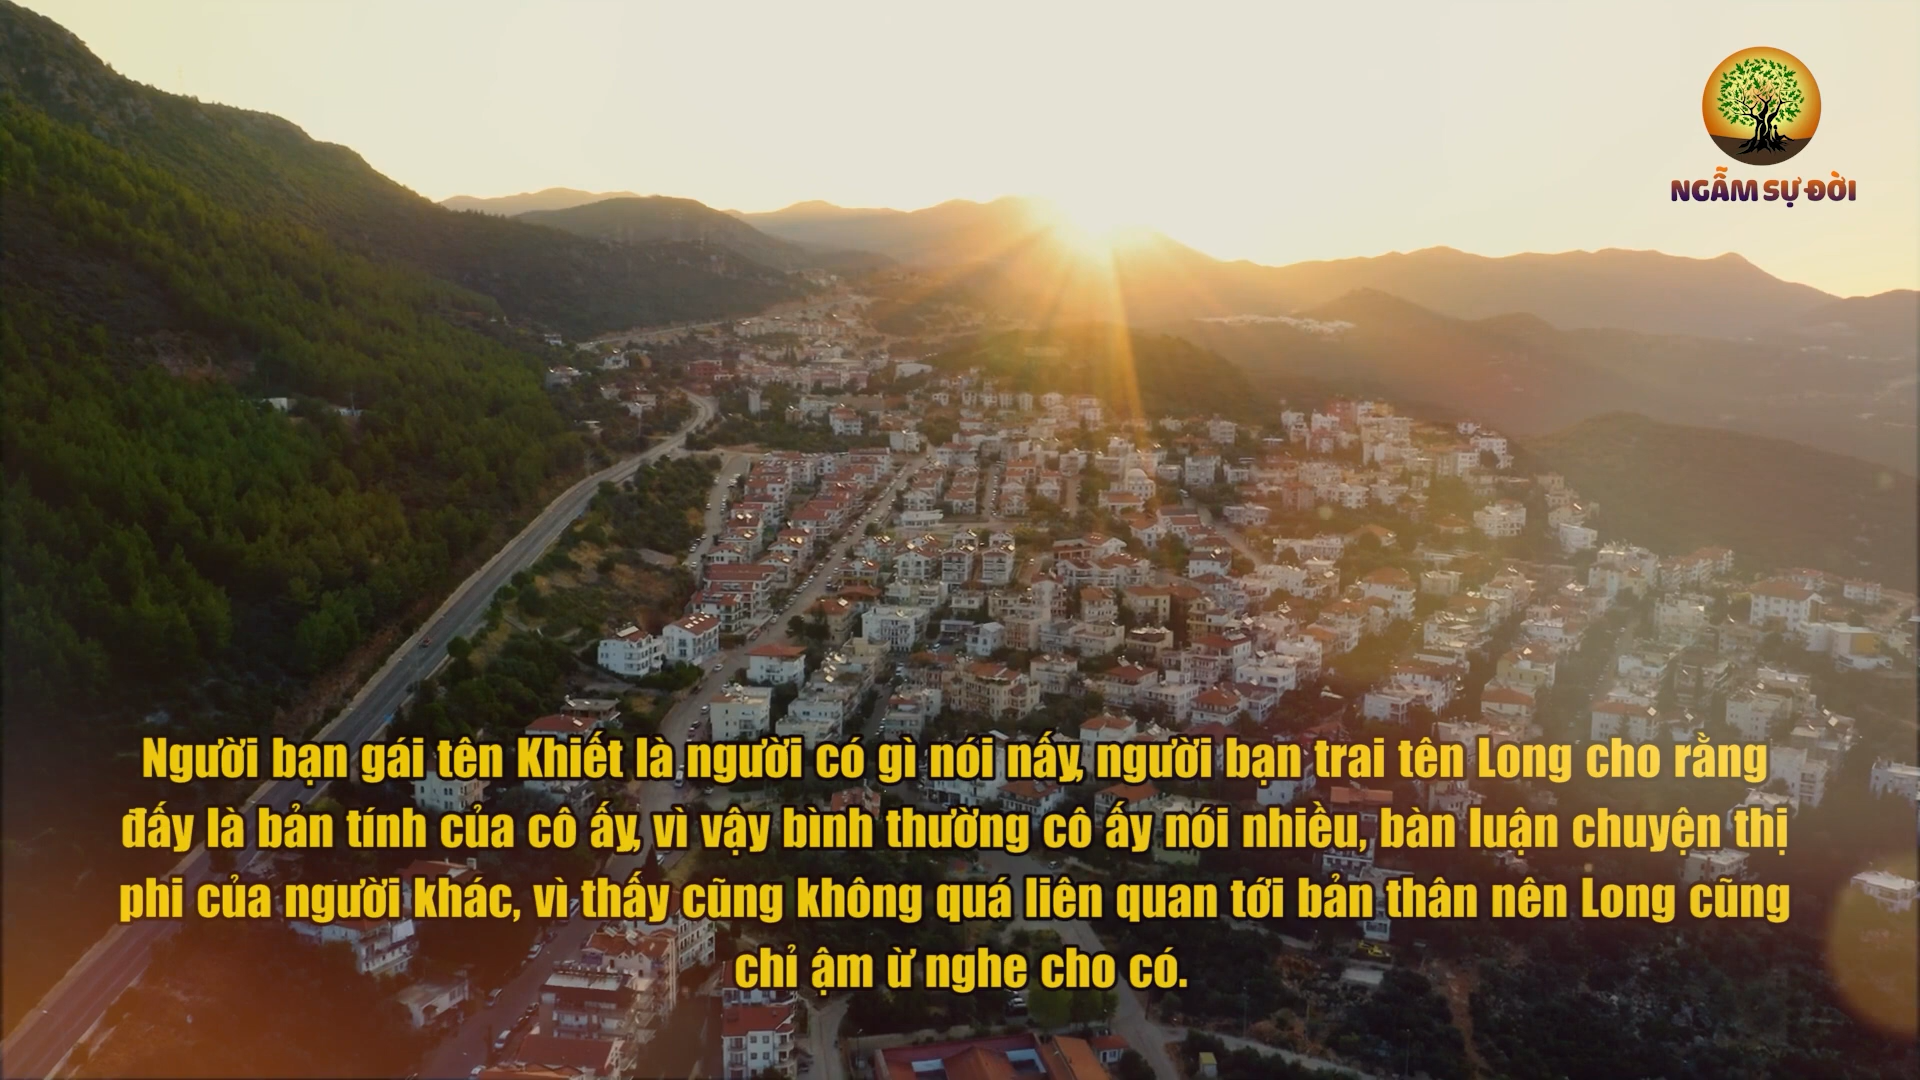 NGẪM SỰ ĐỜI
Người bạn gái tên Khiết là người có gì nói nấy, người bạn trai tên Long cho rằng
đấy là bản tính của cô ấy, vì vậy bình thường cô ấy nói nhiều, bàn luận chuyện thị
phi của người khác, vì thấy cũng không quá liên quan tới bản thân nên Long cũng
chỉ ậm ừ nghe cho có.